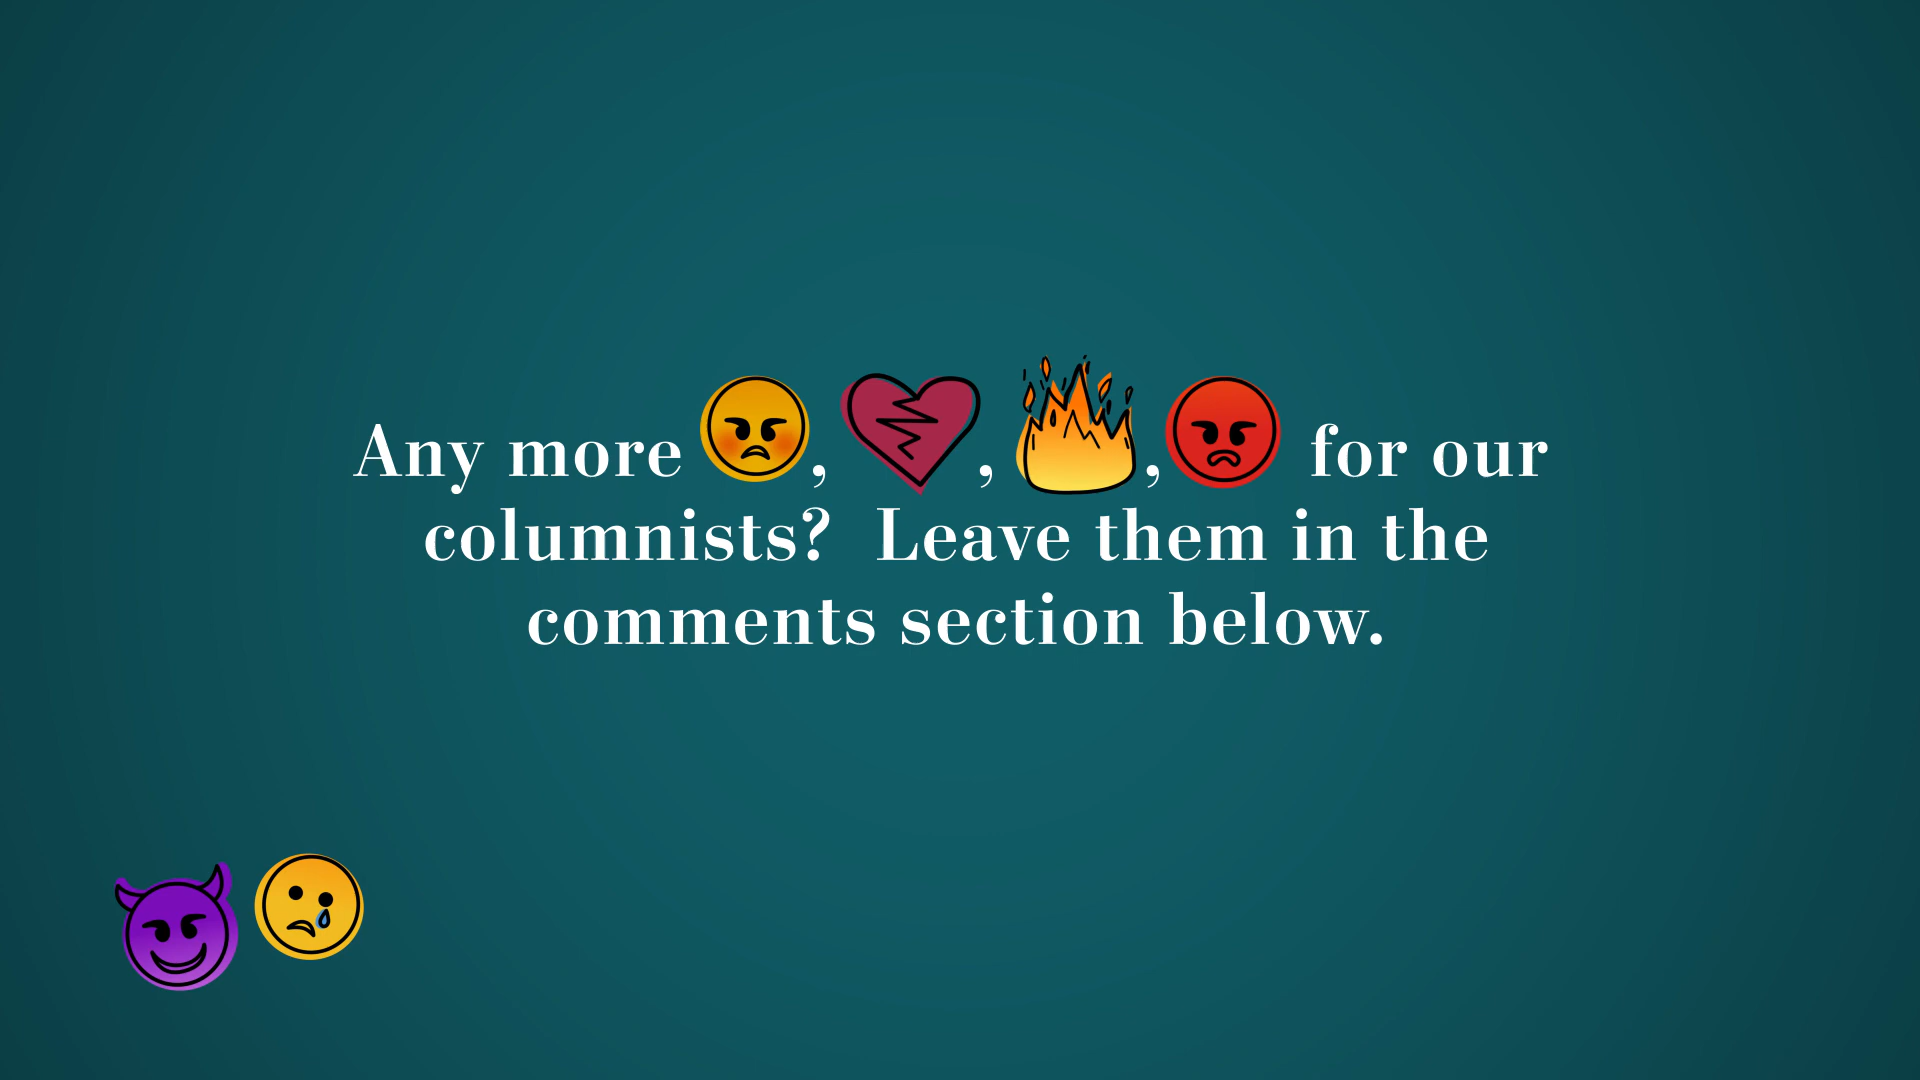 Any more 😡, 💔, 🔥,😡 for our
columnists? Leave them in the
comments section below.